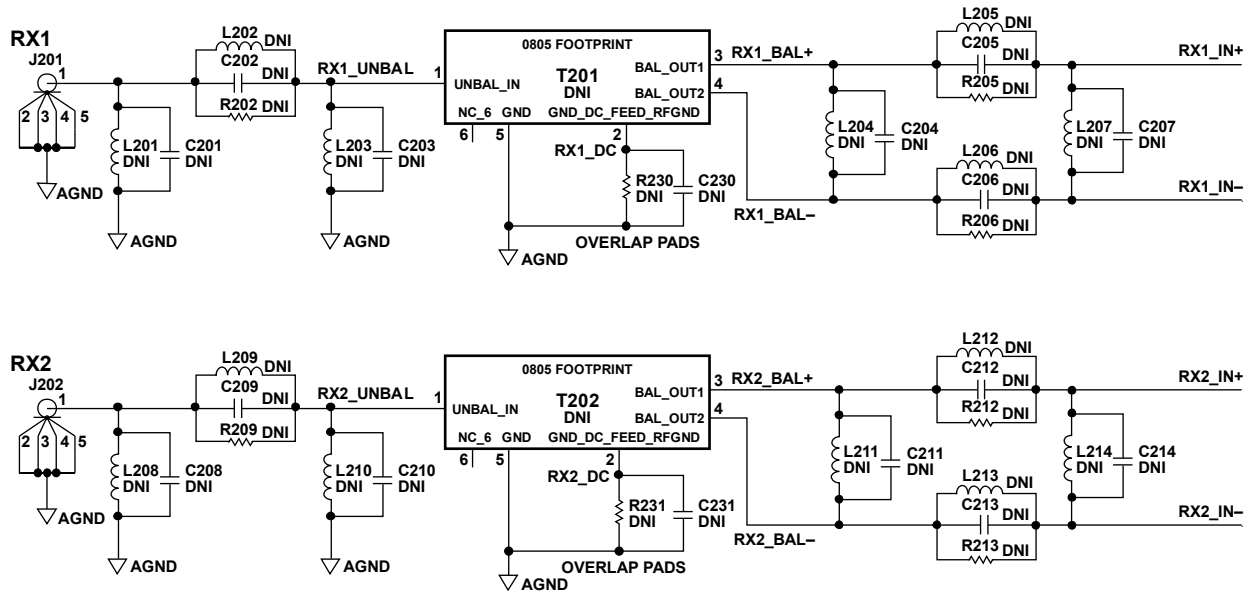 RX1
J201
1
2 3 4 5
AGND
L201
DNI
C201
DNI
AGND
L202 DNI
C202
DNI
R202 DNI
RX1_UNBAL
L203
DNI
C203
DNI
AGND
0805 FOOTPRINT
1
UNBAL_IN
T201
DNI
BAL_OUT1
BAL_OUT2
NC_6 GND GND_DC_FEED_RFGND
6
5
2
3
4
RX1_DC
R230
DNI
C230
DNI
OVERLAP PADS
AGND
RX1_BAL+
RX1_BAL–
L204
DNI
C204
DNI
L205
DNI
C205
DNI
R205 DNI
L206
DNI
C206
DNI
R206 DNI
L207
DNI
C207
DNI
RX1_IN+
RX1_IN–
RX2
J202
1
2 3 4 5
AGND
L208
DNI
C208
DNI
AGND
L209
DNI
C209
DNI
R209 DNI
RX2_UNBAL
L210
DNI
C210
DNI
AGND
0805 FOOTPRINT
1
UNBAL_IN
T202
DNI
BAL_OUT1
BAL_OUT2
NC_6 GND GND_DC_FEED_RFGND
6
5
2
3
4
RX2_DC
R231
DNI
C231
DNI
OVERLAP PADS
AGND
RX2_BAL+
RX2_BAL–
L211
DNI
C211
DNI
L212
DNI
C212
DNI
R212 DNI
L213
DNI
C213
DNI
R213 DNI
L214
DNI
C214
DNI
RX2_IN+
RX2_IN–